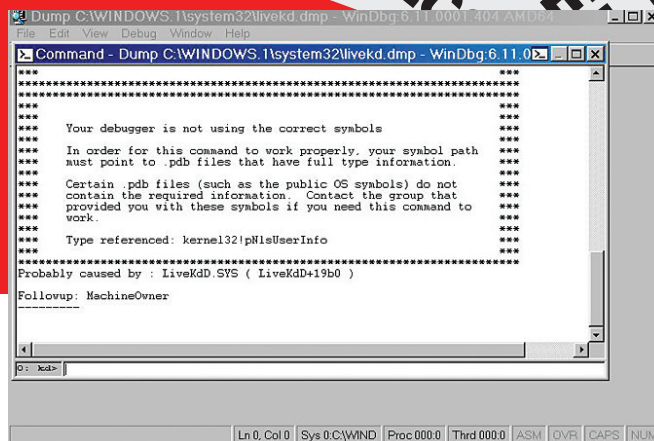 Dump C:\WINDOWS.1\system32\livekd.dmp - WinDbg:6.11.0001.404 AMD64
File Edit View Debug Window Help
Command - Dump C:\WINDOWS.1\system32\livekd.dmp - WinDbg:6.11.0
*** ***
**********************************************************************
**********************************************************************
*** ***
*** ***
*** Your debugger is not using the correct symbols ***
*** ***
*** In order for this command to work properly, your symbol path ***
*** must point to .pdb files that have full type information. ***
*** ***
*** Certain .pdb files (such as the public OS symbols) do not ***
*** contain the required information. Contact the group that ***
*** provided you with these symbols if you need this command to ***
*** work. ***
*** ***
*** Type referenced: kernel32!pNlsUserInfo ***
*** ***
**********************************************************************
Probably caused by : LiveKdD.SYS ( LiveKdD+19b0 )
Followup: MachineOwner
---------
0: kd>
Ln 0, Col 0 Sys 0:C:\WIND Proc 000:0 Thrd 000:0 ASM OVR CAPS NUM